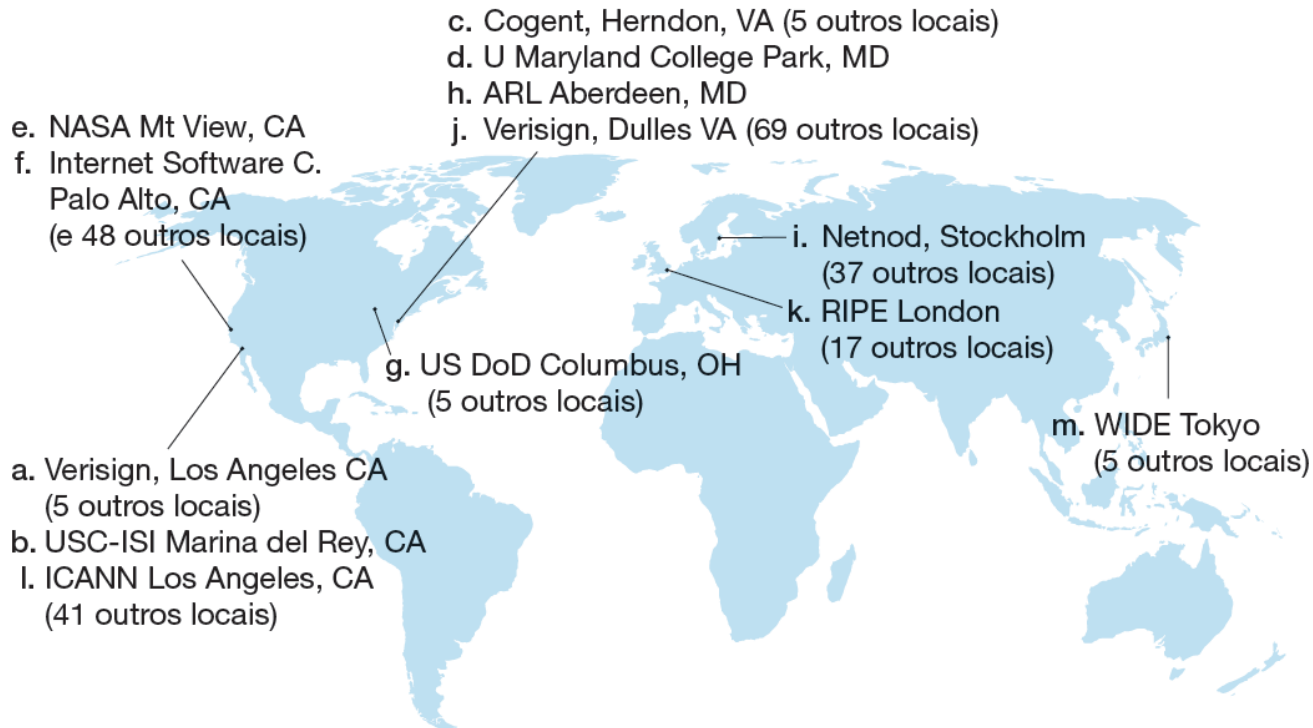 c. Cogent, Herndon, VA (5 outros locais)
d. U Maryland College Park, MD
h. ARL Aberdeen, MD
j. Verisign, Dulles VA (69 outros locais)
e. NASA Mt View, CA
f. Internet Software C.
Palo Alto, CA
(e 48 outros locais)
i. Netnod, Stockholm
(37 outros locais)
k. RIPE London
(17 outros locais)
g. US DoD Columbus, OH
(5 outros locais)
m. WIDE Tokyo
(5 outros locais)
a. Verisign, Los Angeles CA
(5 outros locais)
b. USC-ISI Marina del Rey, CA
l. ICANN Los Angeles, CA
(41 outros locais)